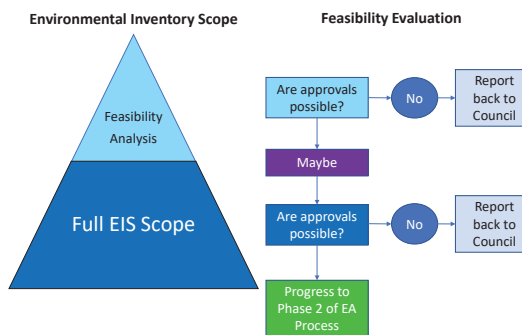 Environmental Inventory Scope
Feasibility
Analysis
Full EIS Scope
Feasibility Evaluation
Are approvals
possible?
No
Report
back to
Council
Maybe
Are approvals
possible?
No
Report
back to
Council
Progress to
Phase 2 of EA
Process